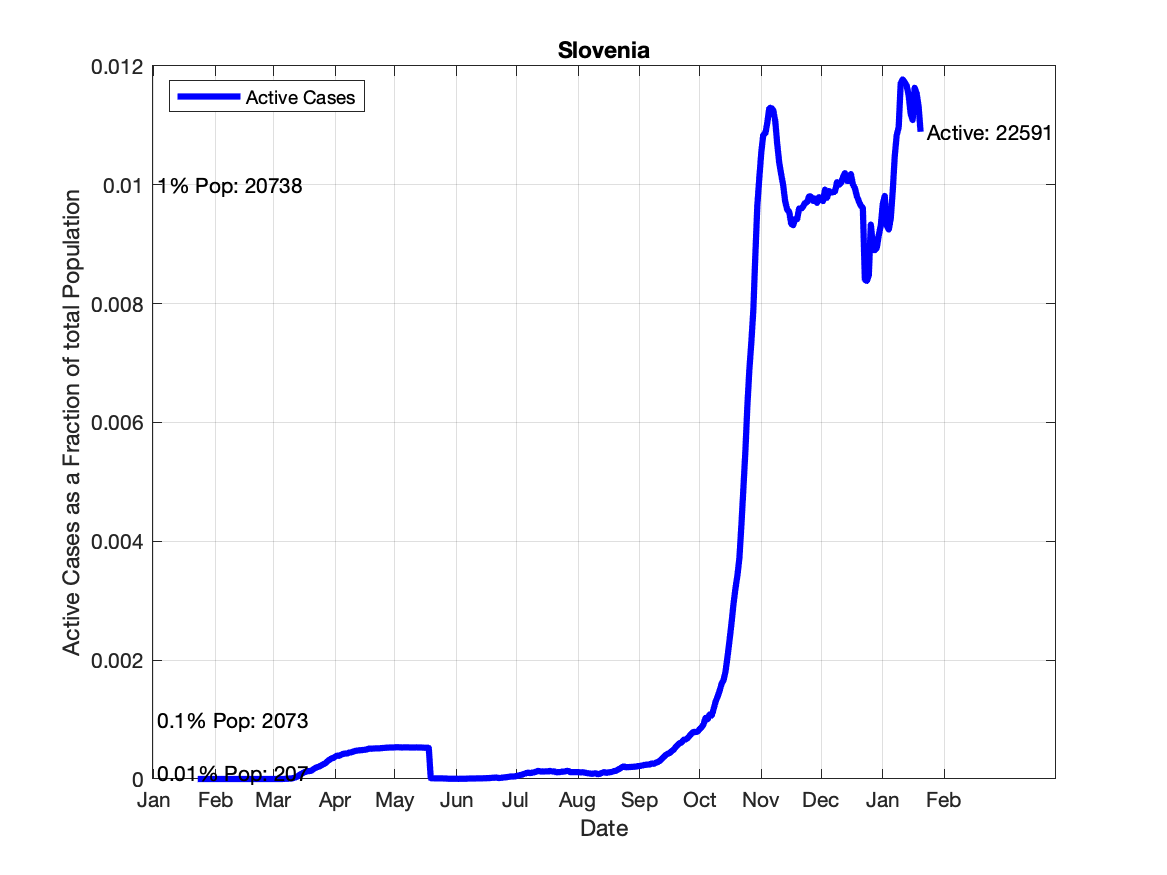 Slovenia
0.012
Active Cases
Active: 22591
0.01
1% Pop: 20738
0.008
0.006
0.004
0.002
0.1% Pop: 2073
0
0.01% Pop: 207
Jan Feb Mar Apr May Jun Jul Aug Sep Oct Nov Dec Jan Feb
Date
Active Cases as a Fraction of total Population